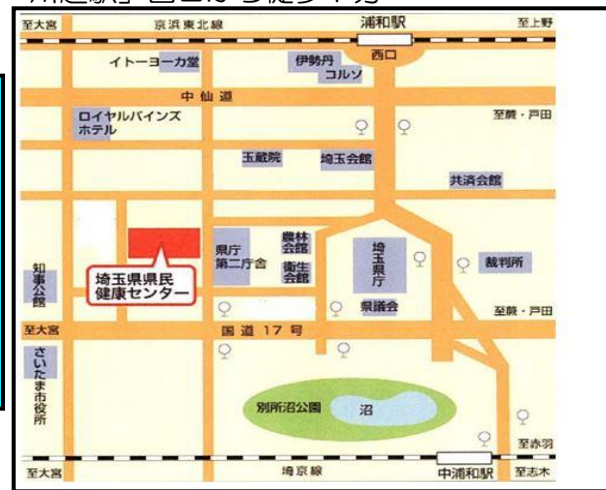 至大宮
京浜東北線
浦和駅
至上野
西口
イトーヨーカ堂
伊勢丹
コルソ
中仙道
ロイヤルパインズ
ホテル
至蕨・戸田
玉蔵院
埼玉会館
共済会館
県庁
第二庁舎
農林
会館
衛生
会館
埼玉県庁
裁判所
知事公館
埼玉県県民
健康センター
県議会
至蕨・戸田
至大宮
国道17号
さいたま市役所
別所沼公園
沼
至赤羽
至大宮
埼京線
中浦和駅
至志木